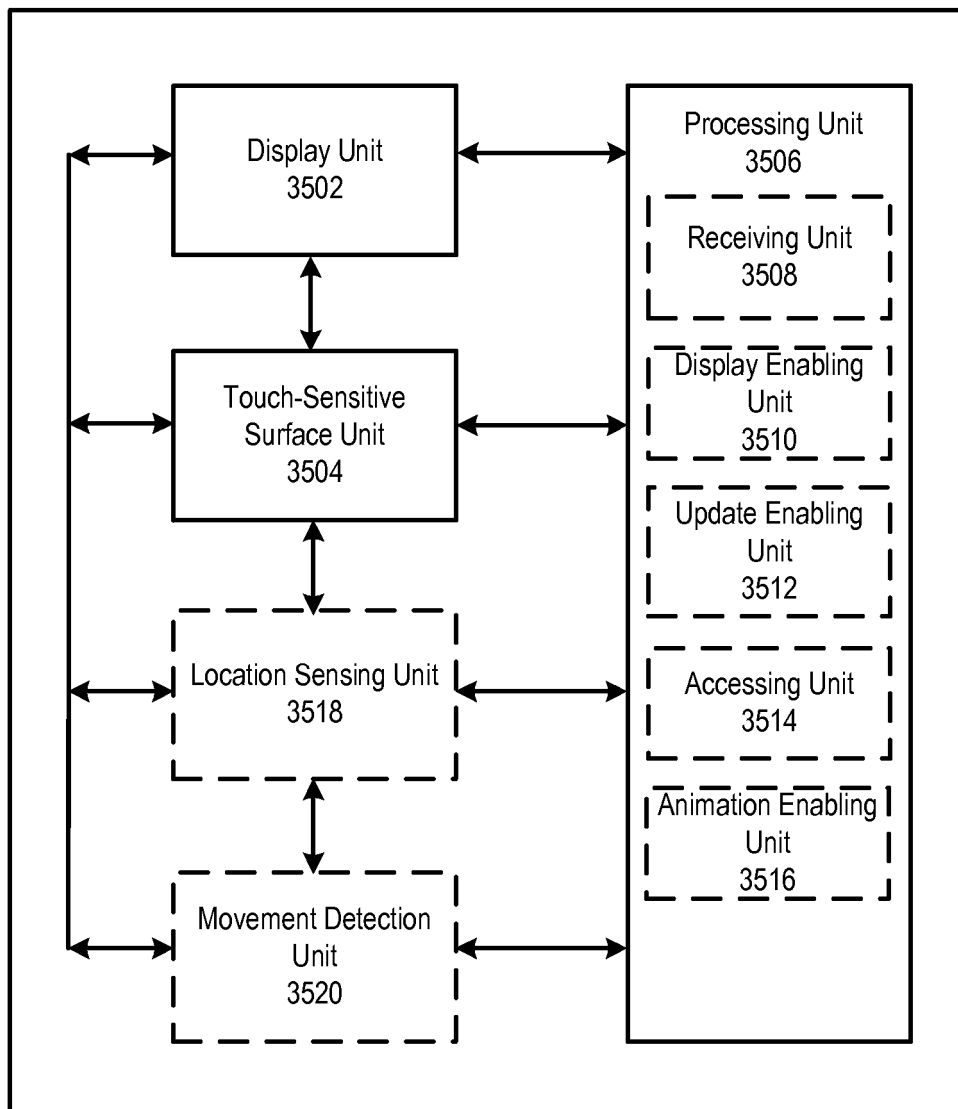 Display Unit
3502
Touch-Sensitive
Surface Unit
3504
Location Sensing Unit
3518
Movement Detection
Unit
3520
Processing Unit
3506
Receiving Unit
3508
Display Enabling
Unit
3510
Update Enabling
Unit
3512
Accessing Unit
3514
Animation Enabling
Unit
3516